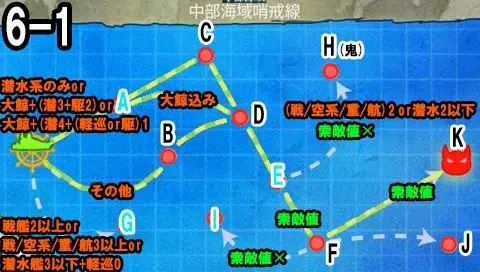 中部海域哨戒線
6-1
C
H(鬼)
潜水系のみor
大鯨+(潜3+駆2)or
大鯨+(潜4+(軽巡or駆)1
A
大鯨込み
D
(戦/空系/重/航)2or潜水2以下
索敵値×
B
K
E
その他
索敵値
G
I
索敵値
戦艦2以上or
戦/空系/重/航3以上or
潜水艦3以下+軽巡0
索敵値×
F
J